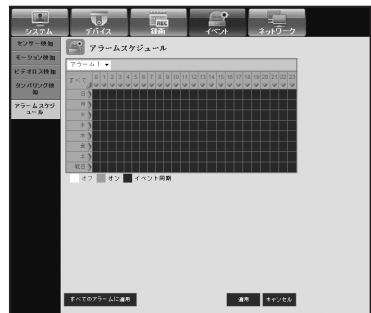 システム
デバイス
録画
イベント
ネットワーク
REC
センサー検知
モーション検知
ビデオロス検知
タンパリング検知
アラームスケジュール
アラームスケジュール
アラーム 1
すべて
0 1 2 3 4 5 6 7 8 9 10 11 12 13 14 15 16 17 18 19 20 21 22 23
日
月
火
水
木
金
土
祝日
オフ オン イベント同期
すべてのアラームに適用
適用
キャンセル